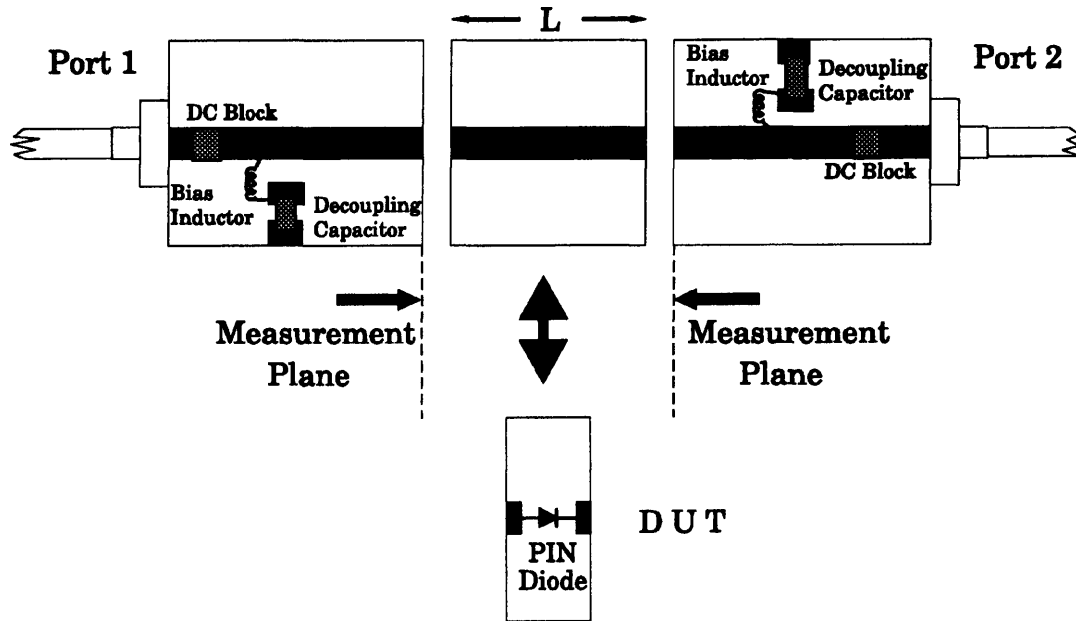 L
Port 1
DC Block
Bias
Inductor
Decoupling
Capacitor
Bias
Inductor
Decoupling
Capacitor
Port 2
DC Block
Measurement
Plane
Measurement
Plane
PIN
Diode
D U T